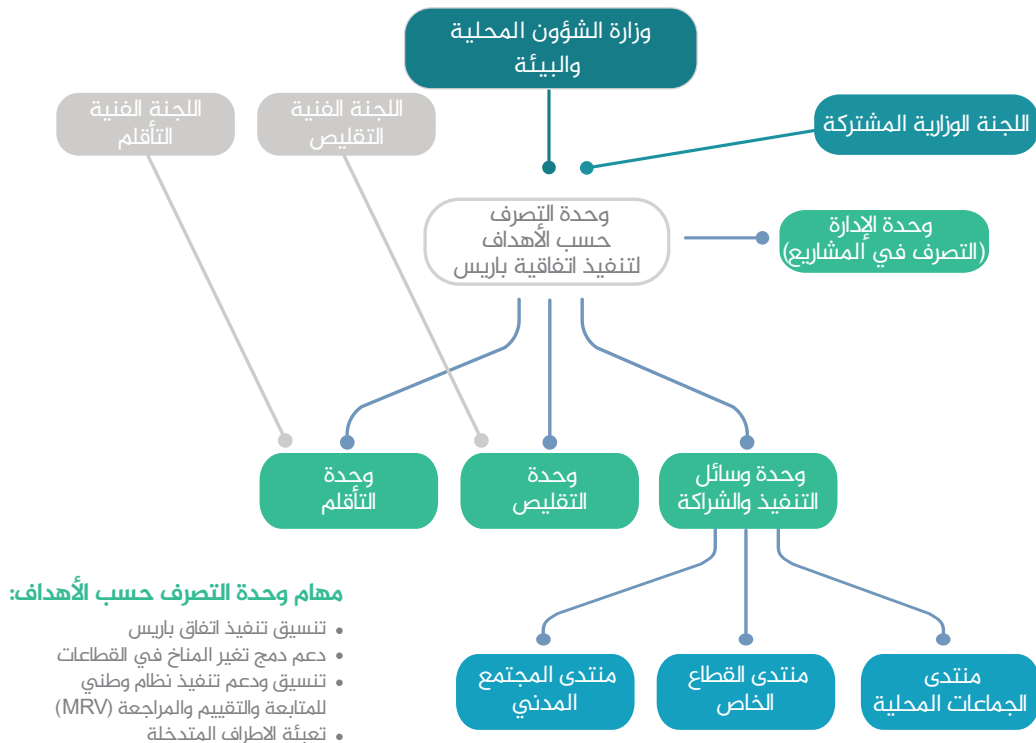 وزارة الشؤون المحلية
والبيئة
اللجنة الوزارية المشتركة
اللجنة الفنية
التقليص
اللجنة الفنية
التأقلم
وحدة التصرف
حسب الأهداف
لتنفيذ اتفاقية باريس
وحدة الإدارة
(التصرف في المشاريع)
وحدة وسائل
التنفيذ والشراكة
وحدة
التقليص
وحدة
التأقلم
منتدى
الجماعات المحلية
منتدى القطاع
الخاص
منتدى المجتمع
المدني
مهام وحدة التصرف حسب الأهداف:
• تنسيق تنفيذ اتفاق باريس
• دعم دمج تغير المناخ في القطاعات
• تنسيق ودعم تنفيذ نظام وطني
للمتابعة والتقييم والمراجعة (MRV)
• تعبئة الاطراف المتدخلة